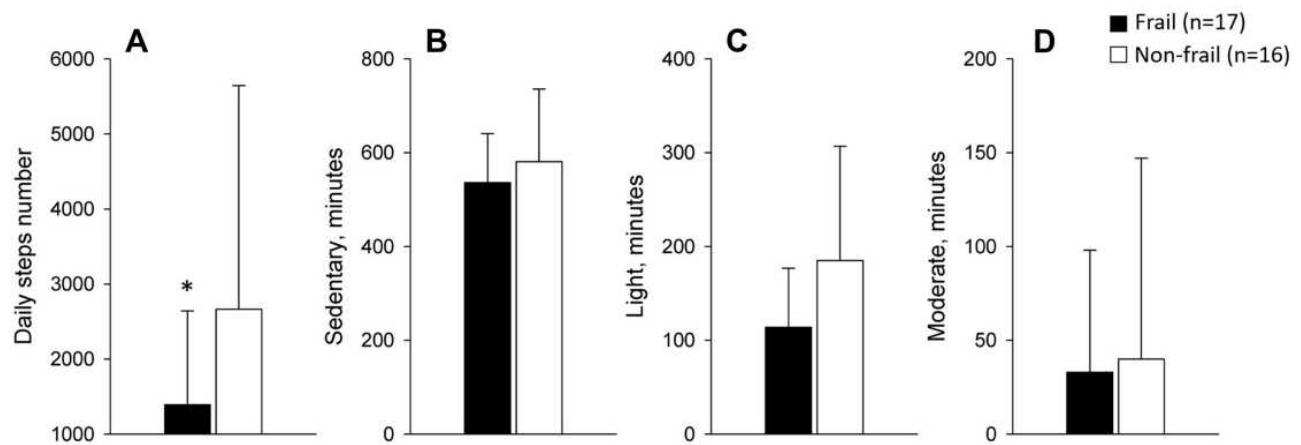 Frail (n=17)
Non-frail (n=16)
A
Daily steps number
6000
5000
4000
3000
2000
1000
*
B
Sedentary, minutes
800
600
400
200
0
C
Light, minutes
400
300
200
100
0
D
Moderate, minutes
200
150
100
50
0